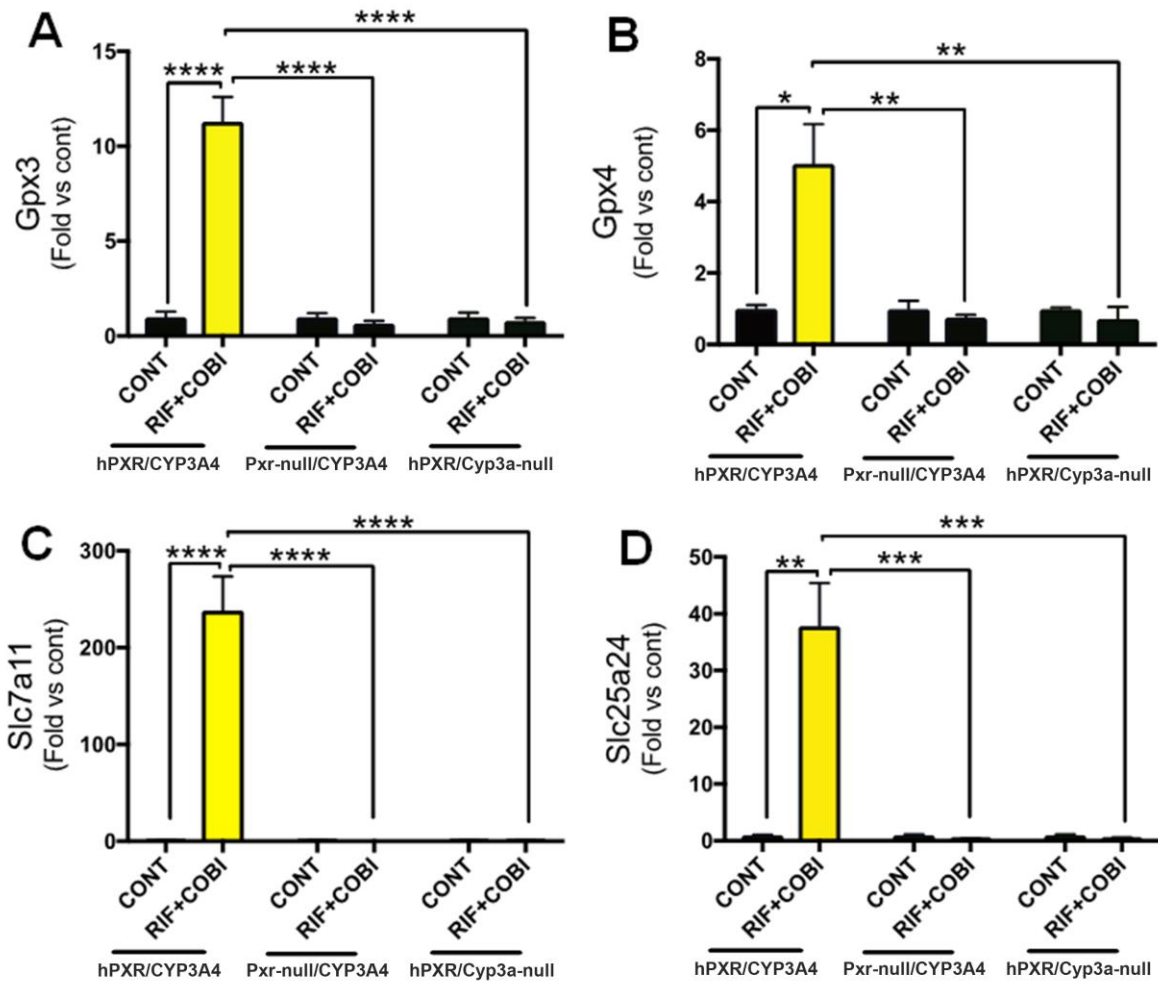 A
Gpx3
(Fold vs cont)
15
10
5
0
****
****
****
CONT
RIF+COBI
CONT
RIF+COBI
CONT
RIF+COBI
hPXR/CYP3A4
Pxr-null/CYP3A4
hPXR/Cyp3a-null
B
Gpx4
(Fold vs cont)
8
6
4
2
0
**
*
**
CONT
RIF+COBI
CONT
RIF+COBI
CONT
RIF+COBI
hPXR/CYP3A4
Pxr-null/CYP3A4
hPXR/Cyp3a-null
C
Slc7a11
(Fold vs cont)
300
200
100
0
****
****
****
CONT
RIF+COBI
CONT
RIF+COBI
CONT
RIF+COBI
hPXR/CYP3A4
Pxr-null/CYP3A4
hPXR/Cyp3a-null
D
Slc25a24
(Fold vs cont)
50
40
30
20
10
0
***
**
***
CONT
RIF+COBI
CONT
RIF+COBI
CONT
RIF+COBI
hPXR/CYP3A4
Pxr-null/CYP3A4
hPXR/Cyp3a-null